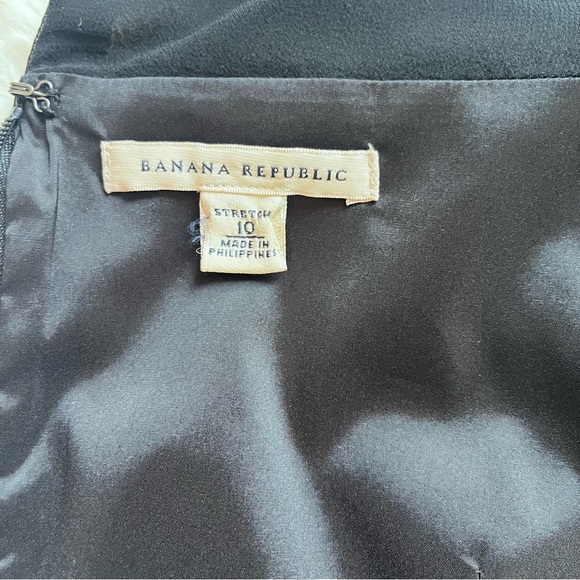 BANANA REPUBLIC
STRETCH
10
MADE IN
PHILIPPINES